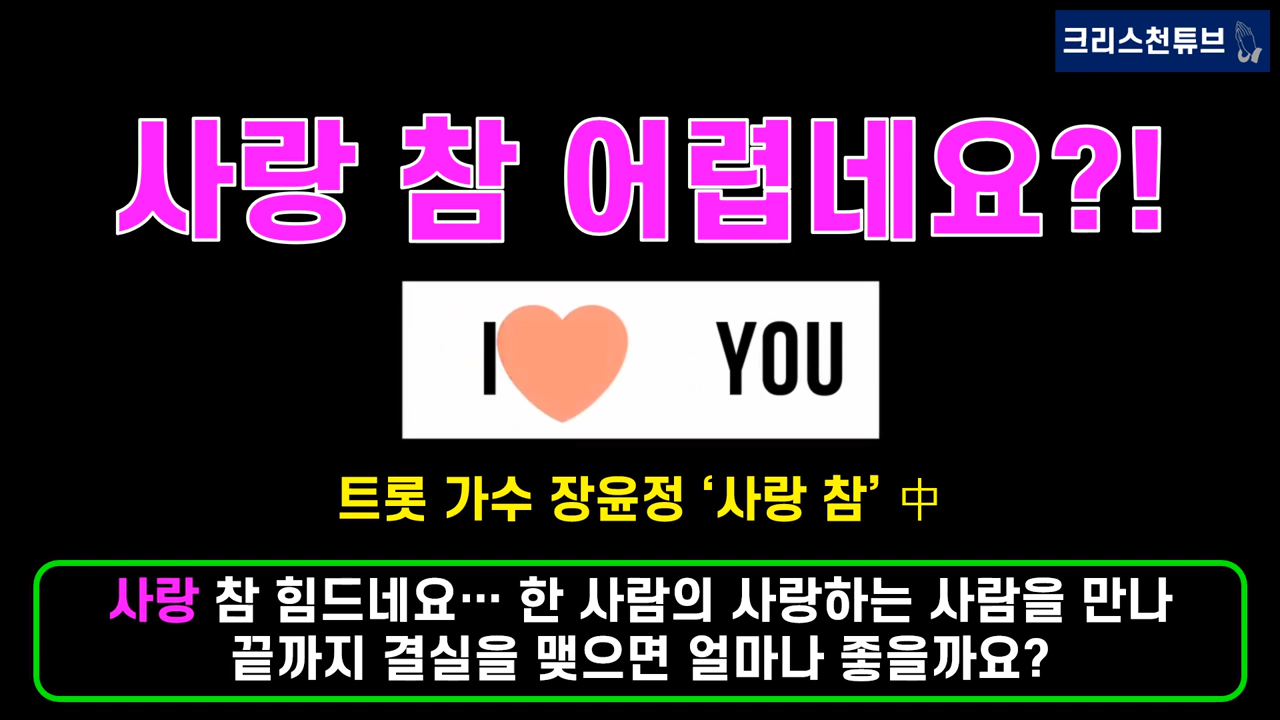 크리스천튜브
사랑 참 어렵네요?!
I YOU
트롯 가수 장윤정 ‘사랑 참’ 中
사랑 참 힘드네요… 한 사람의 사랑하는 사람을 만나
끝까지 결실을 맺으면 얼마나 좋을까요?